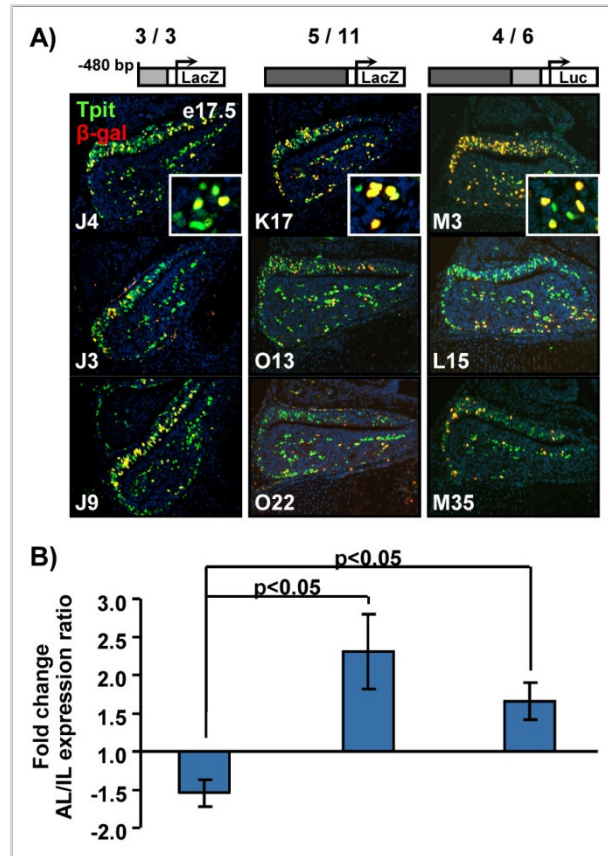 A)
3 / 3 5 / 11 4 / 6
-480 bp LacZ LacZ Luc
Tpit e17.5
β-gal
J4 K17 M3
J3 O13 L15
J9 O22 M35
B)
p<0.05
p<0.05
Fold change
AL/IL expression ratio
3.0
2.5
2.0
1.5
1.0
-1.5
-2.0